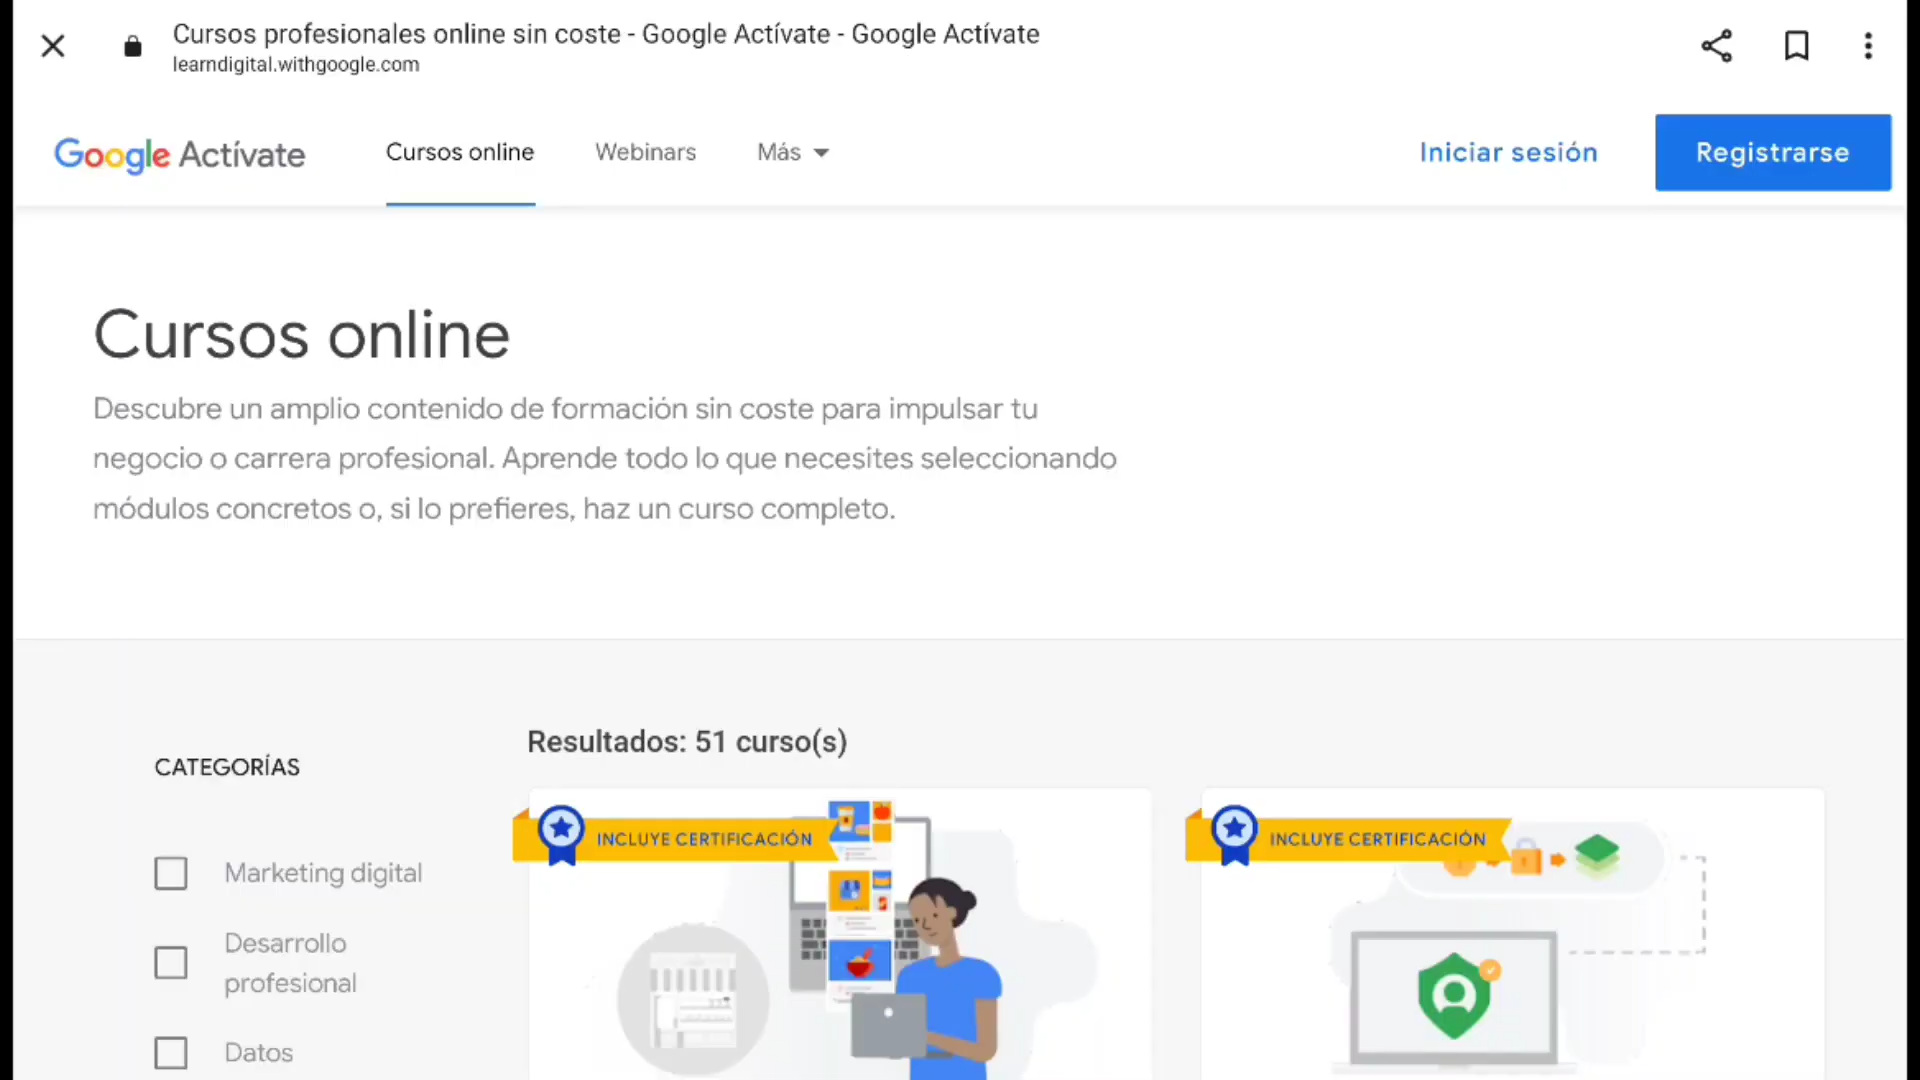 Cursos profesionales online sin coste - Google Actívate - Google Actívate
learndigital.withgoogle.com
Google Actívate
Cursos online
Webinars
Más
Iniciar sesión
Registrarse
Cursos online
Descubre un amplio contenido de formación sin coste para impulsar tu
negocio o carrera profesional. Aprende todo lo que necesites seleccionando
módulos concretos o, si lo prefieres, haz un curso completo.
Resultados: 51 curso(s)
CATEGORÍAS
Marketing digital
Desarrollo
profesional
Datos
INCLUYE CERTIFICACIÓN
INCLUYE CERTIFICACIÓN